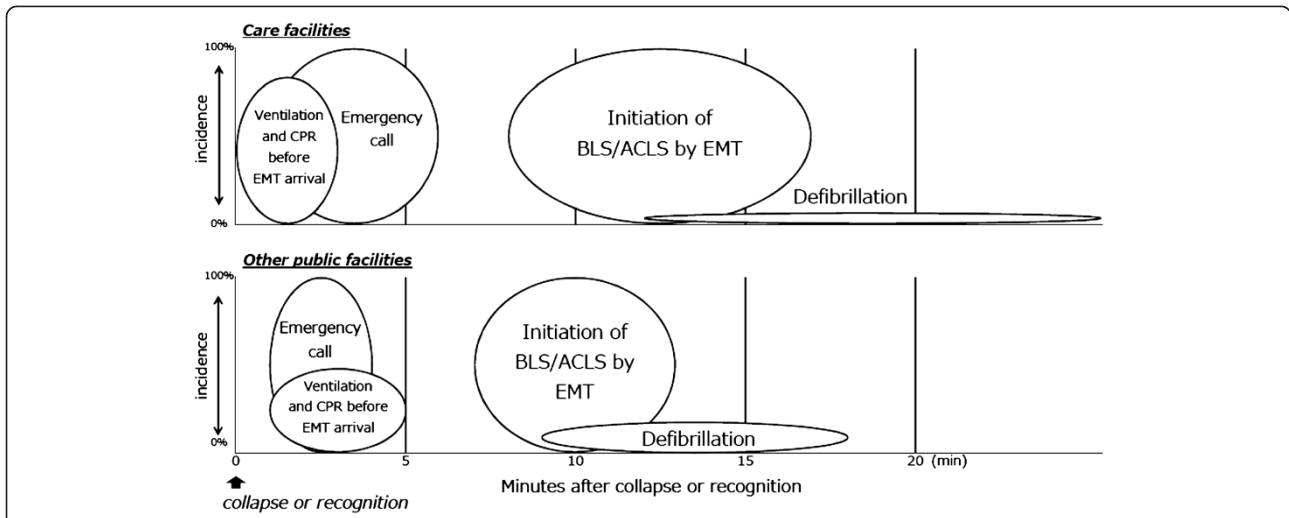 Care facilities
100%
incidence
0%
Ventilation
and CPR
before
EMT arrival
Emergency
call
Initiation of
BLS/ACLS by EMT
Defibrillation
Other public facilities
100%
incidence
0%
Emergency
call
Ventilation
and CPR before
EMT arrival
Initiation of
BLS/ACLS by
EMT
Defibrillation
0 5 10 15 20 (min)
Minutes after collapse or recognition
collapse or recognition